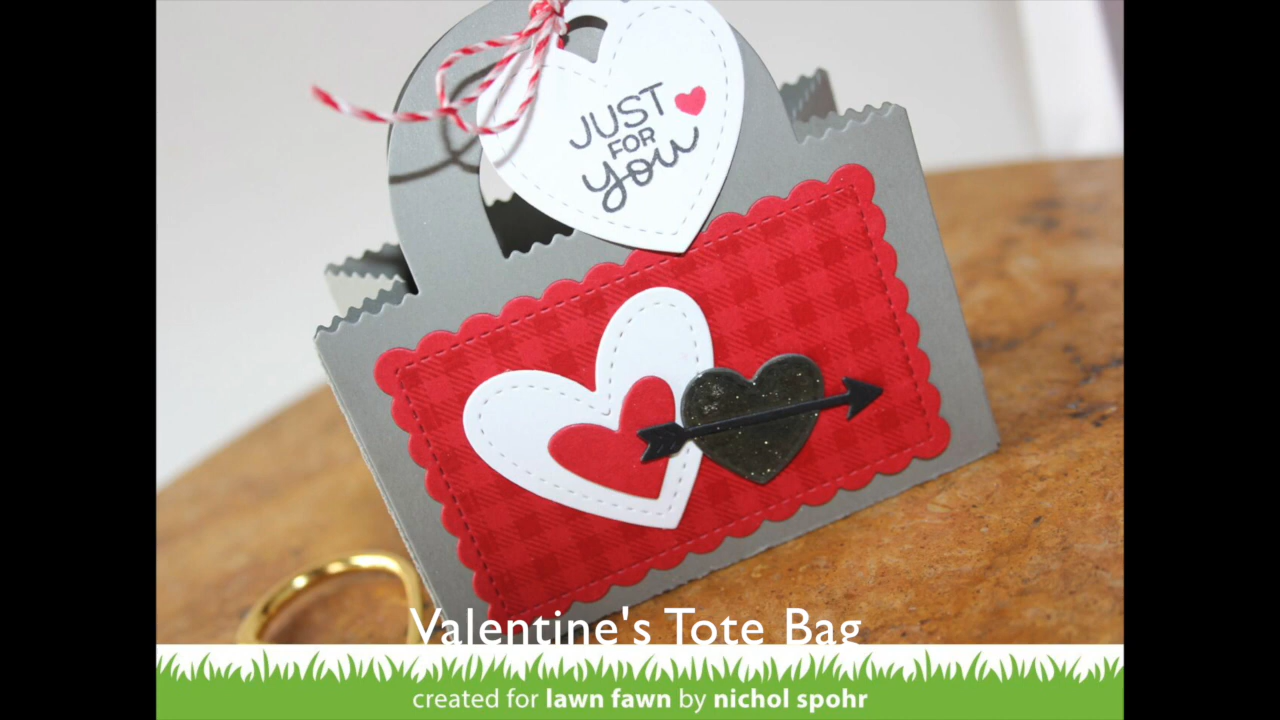 JUST
FOR
you
Valentine's Tote Bag
created for lawn fawn by nichol spohr